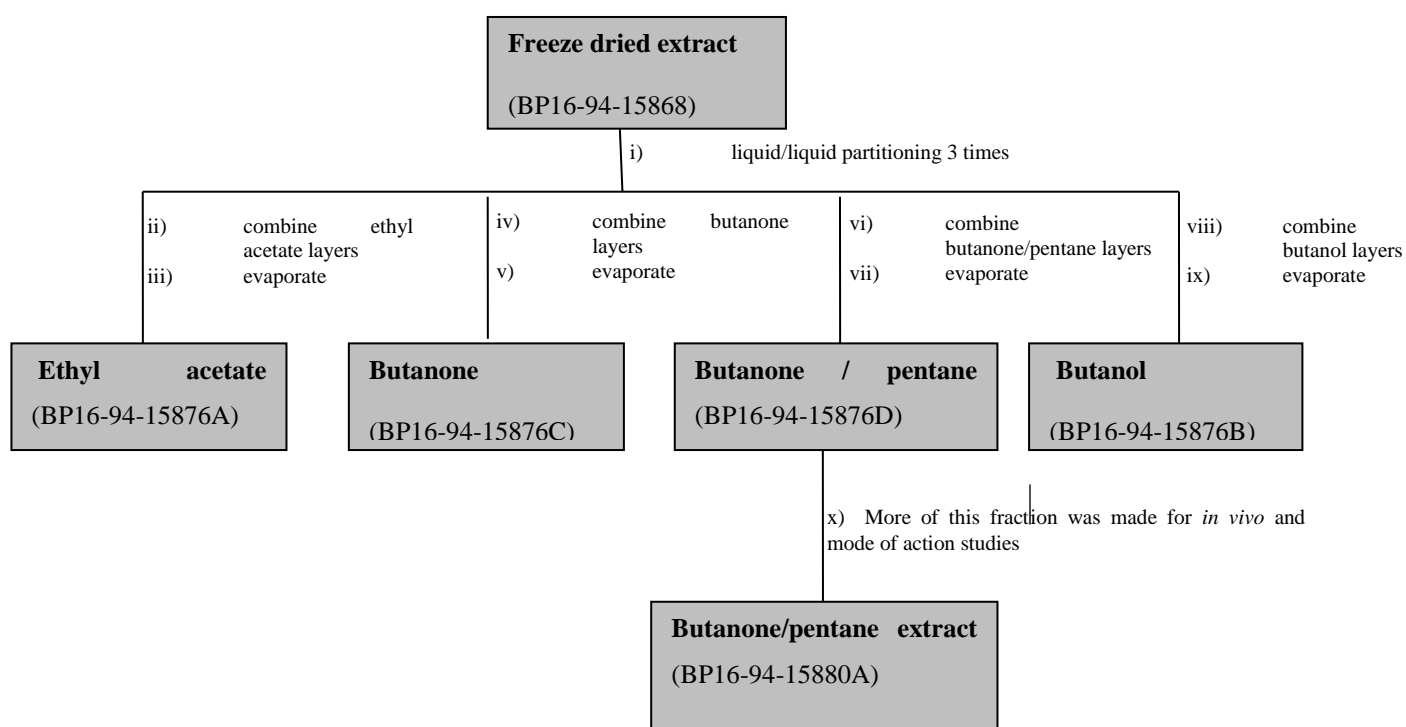 Freeze dried extract
(BP16-94-15868)
i) liquid/liquid partitioning 3 times
ii) combine ethyl
acetate layers
iii) evaporate
iv) combine butanone
layers
v) evaporate
vi) combine
butanone/pentane layers
vii) evaporate
viii) combine
butanol layers
ix) evaporate
Ethyl acetate
(BP16-94-15876A)
Butanone
(BP16-94-15876C)
Butanone / pentane
(BP16-94-15876D)
Butanol
(BP16-94-15876B)
x) More of this fraction was made for in vivo and
mode of action studies
Butanone/pentane extract
(BP16-94-15880A)